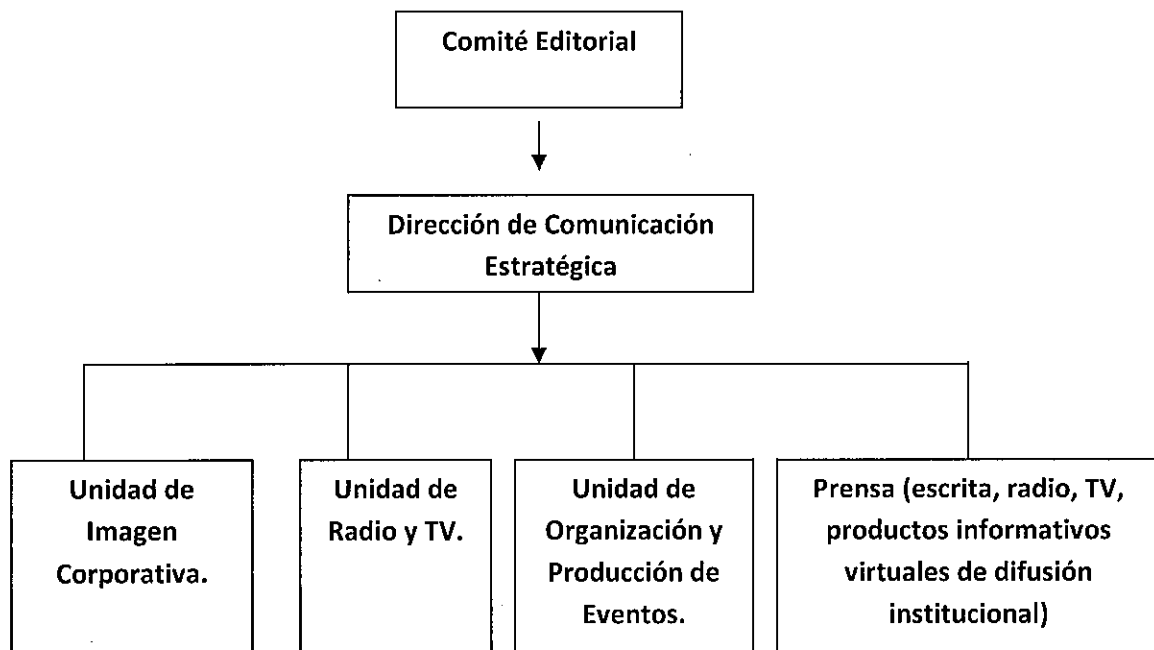 Comité Editorial
Dirección de Comunicación
Estratégica
Unidad de
Imagen
Corporativa.
Unidad de
Radio y TV.
Unidad de
Organización y
Producción de
Eventos.
Prensa (escrita, radio, TV,
productos informativos
virtuales de difusión
institucional)